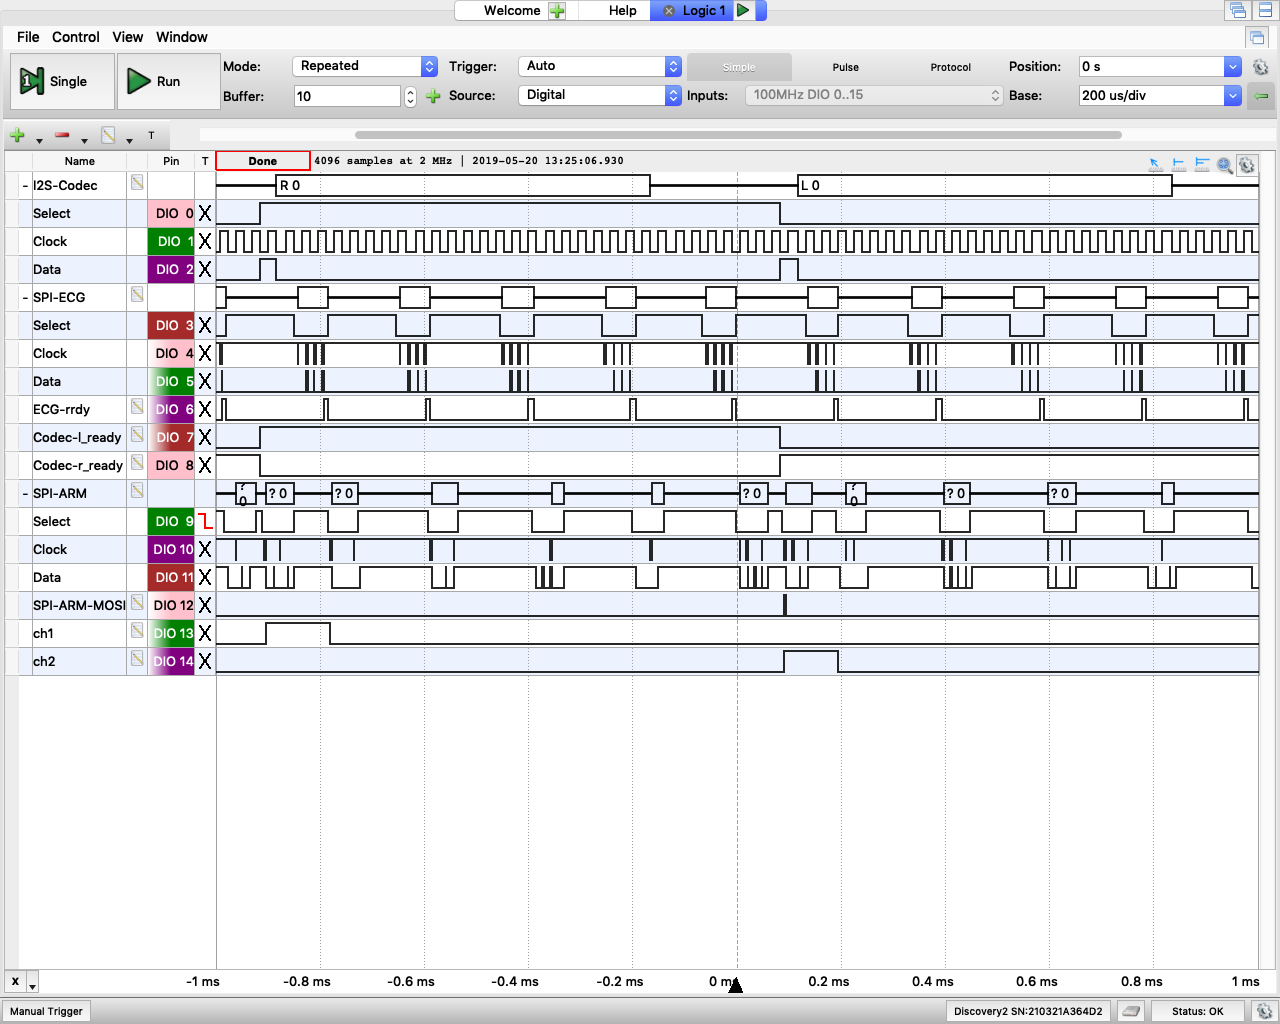 Welcome Help Logic 1
File Control View Window
Single Run Mode: Repeated Trigger: Auto Simple Pulse Protocol Position: 0 s
Buffer: 10 Source: Digital Inputs: 100MHz DIO 0..15 Base: 200 us/div
T
Name Pin T Done 4096 samples at 2 MHz | 2019-05-20 13:25:06.930
- I2S-Codec R 0 L 0
Select DIO 0 X
Clock DIO 1 X
Data DIO 2 X
- SPI-ECG
Select DIO 3 X
Clock DIO 4 X
Data DIO 5 X
ECG-rrdy DIO 6 X
Codec-l_ready DIO 7 X
Codec-r_ready DIO 8 X
- SPI-ARM ? 0 ? 0 ? 0 ? 0 ? 0 ? 0 ? 0
Select DIO 9
Clock DIO 10 X
Data DIO 11 X
SPI-ARM-MOSI DIO 12 X
ch1 DIO 13 X
ch2 DIO 14 X
X -1 ms -0.8 ms -0.6 ms -0.4 ms -0.2 ms 0 ms 0.2 ms 0.4 ms 0.6 ms 0.8 ms 1 ms
Manual Trigger Discovery2 SN:210321A364D2 Status: OK